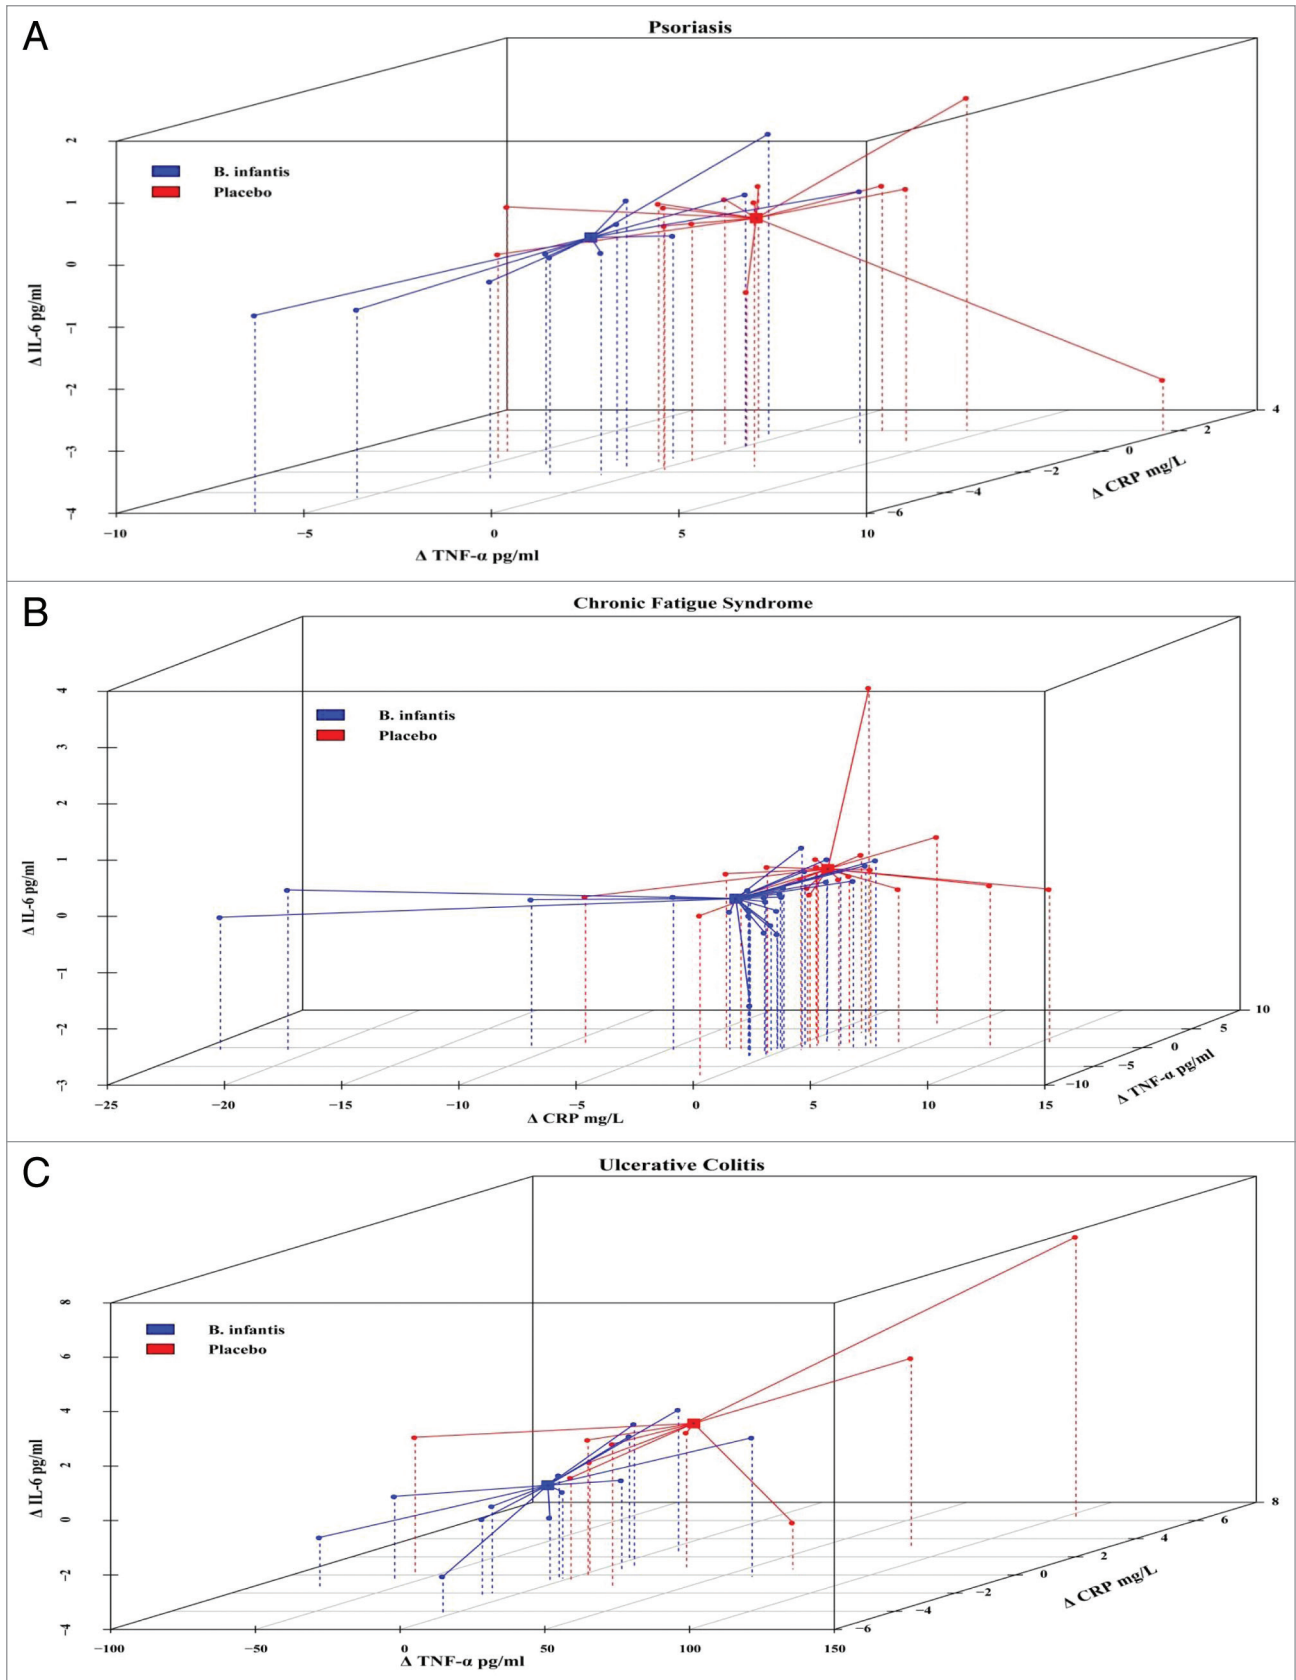 A
Psoriasis
B. infantis
Placebo
2
1
0
−1
−2
−3
−4
Δ IL-6 pg/ml
−10
−5
0
5
10
Δ TNF-α pg/ml
−6
−4
−2
0
2
4
Δ CRP mg/L
B
Chronic Fatigue Syndrome
B. infantis
Placebo
4
3
2
1
0
−1
−2
−3
Δ IL-6 pg/ml
−25
−20
−15
−10
−5
0
5
10
15
Δ CRP mg/L
−10
−5
0
5
10
Δ TNF-α pg/ml
C
Ulcerative Colitis
B. infantis
Placebo
8
6
4
2
0
−2
−4
Δ IL-6 pg/ml
−100
−50
0
50
100
150
Δ TNF-α pg/ml
−6
−4
−2
0
2
4
6
8
Δ CRP mg/L